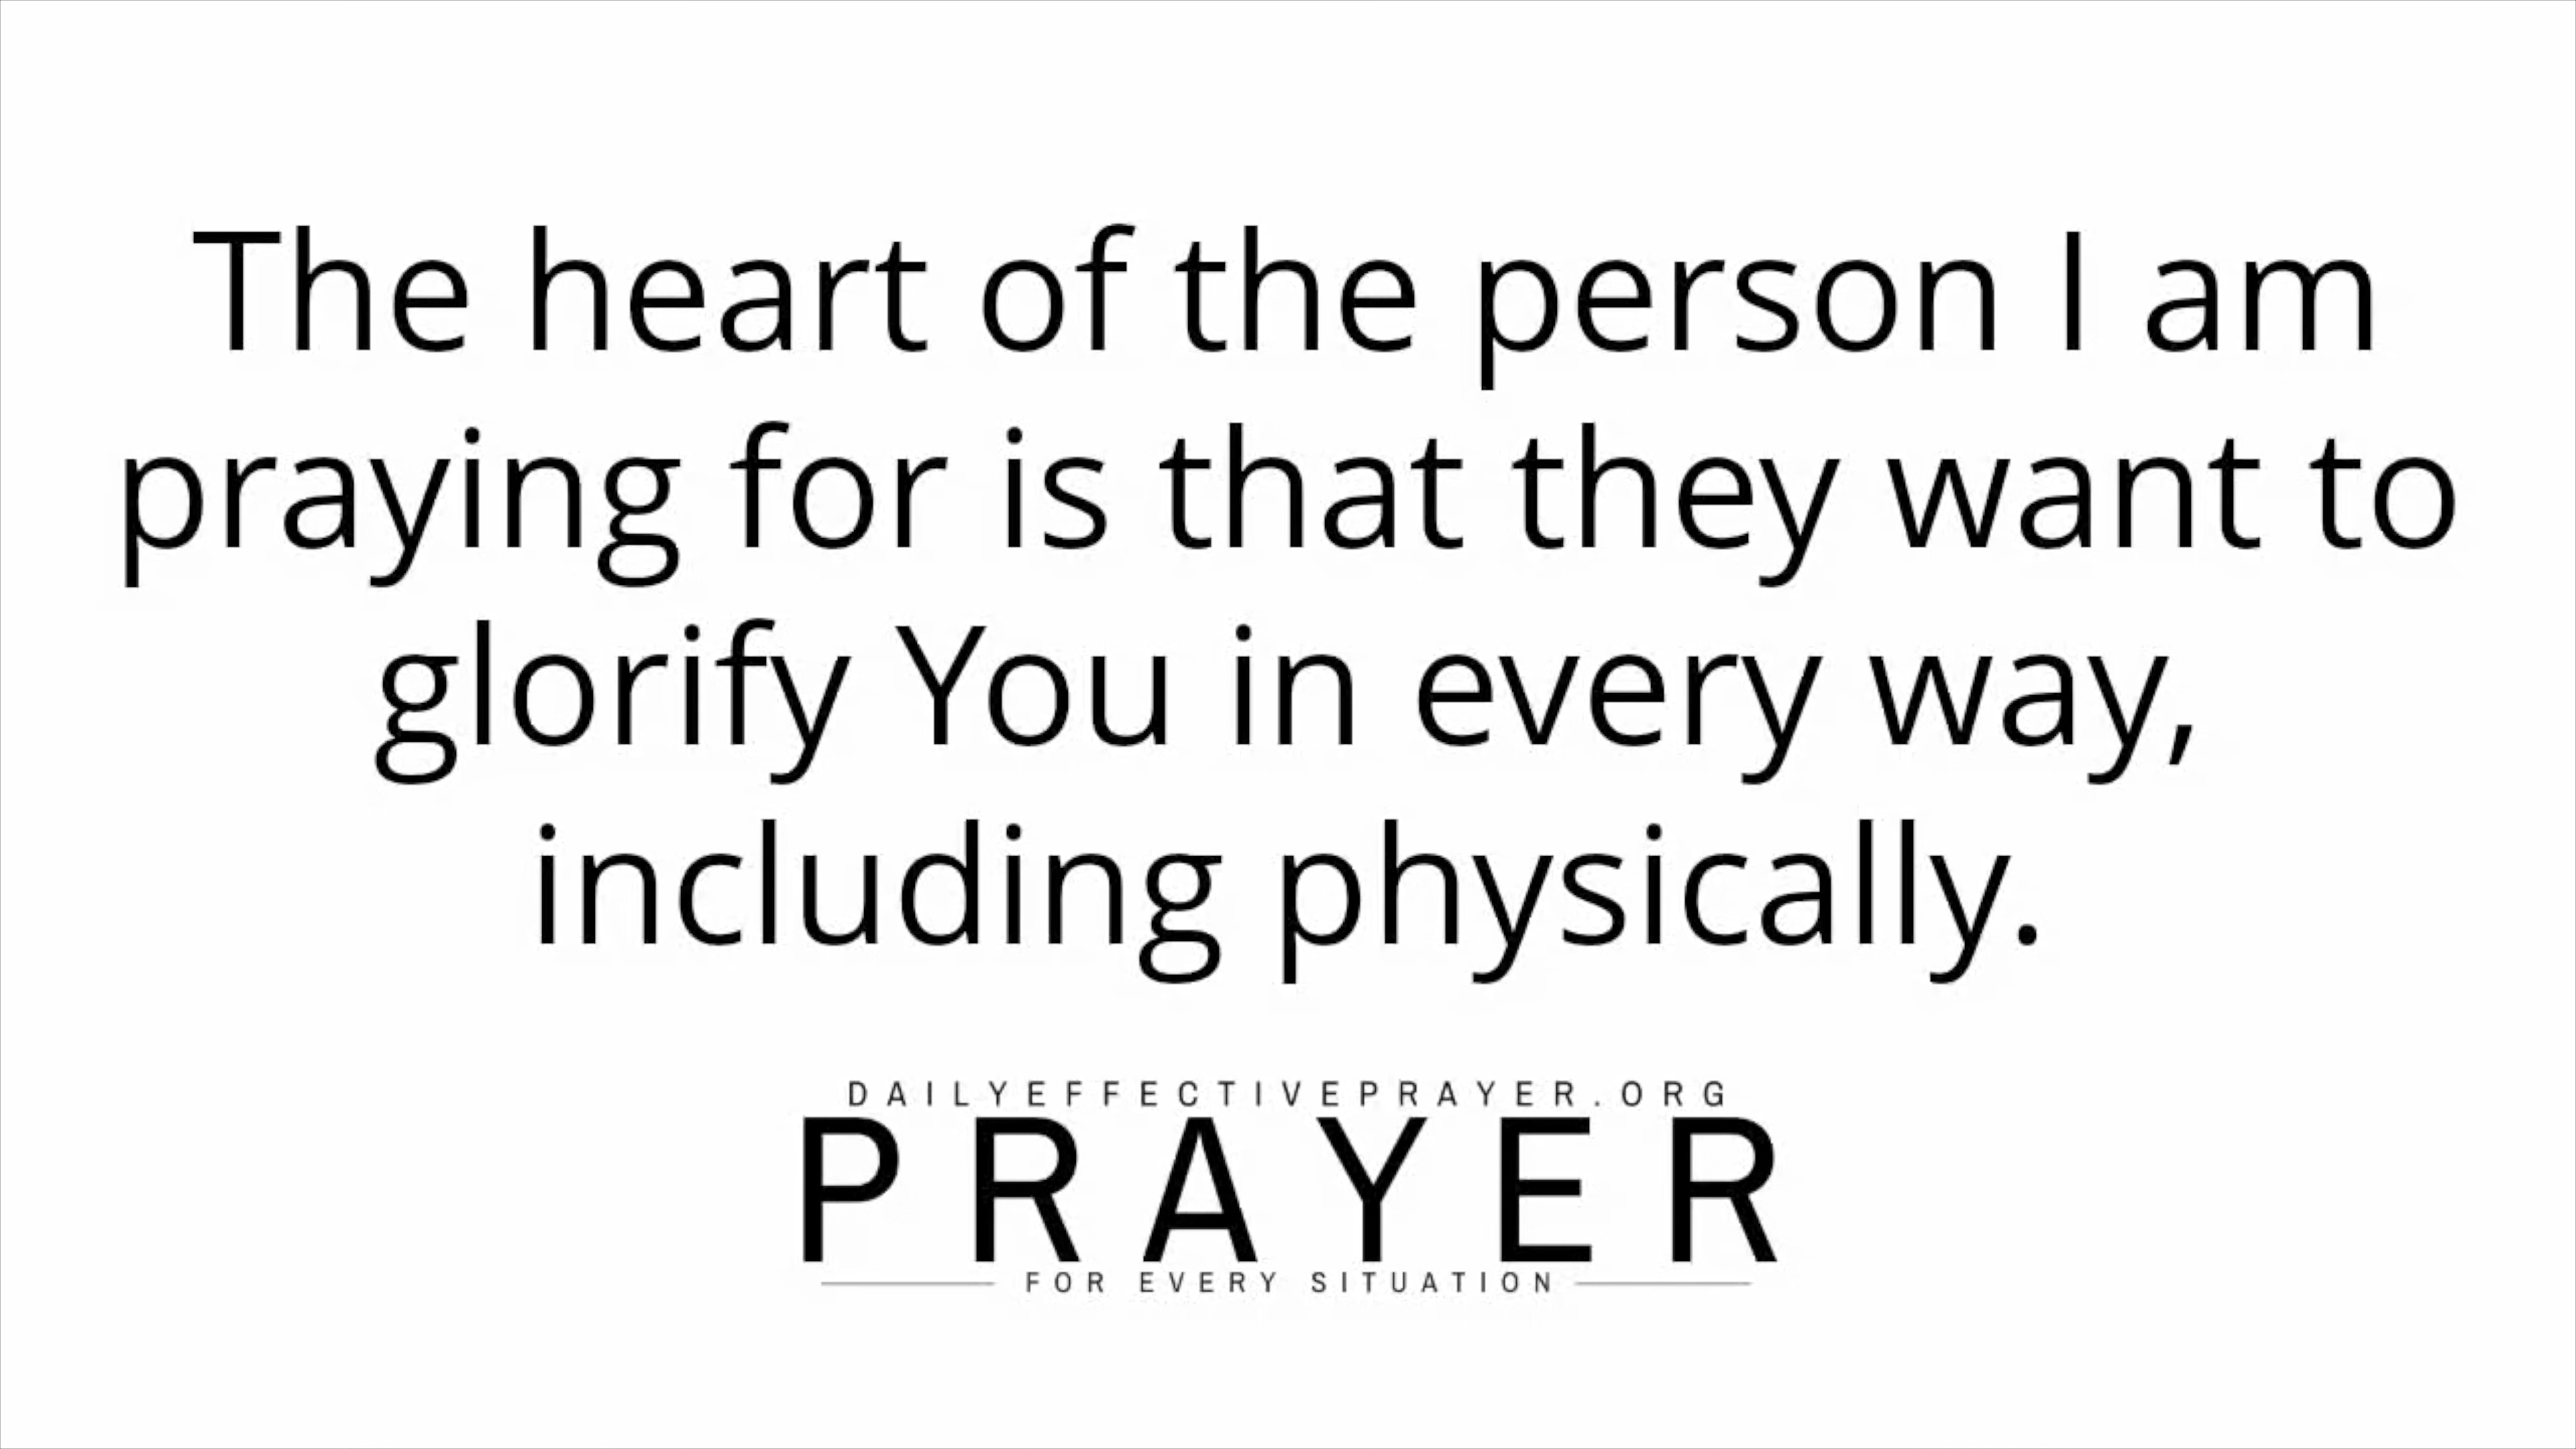 The heart of the person I am
praying for is that they want to
glorify You in every way,
including physically.
DAILYEFFECTIVEPRAYER.ORG
PRAYER
FOR EVERY SITUATION